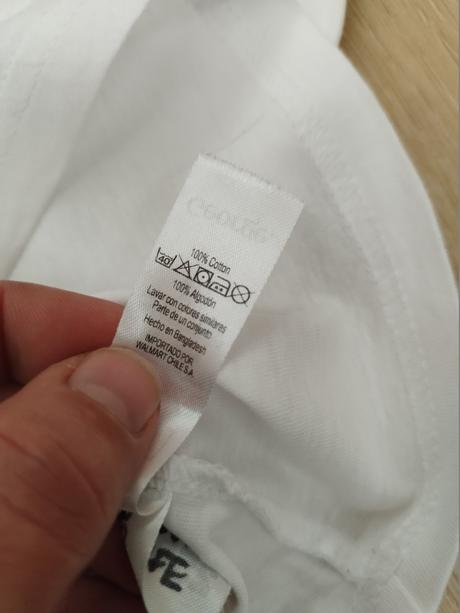 100% Cotton
40
100% Algodón
Lavar con colores similares
Parte de un conjunto
Hecho en Bangladesh
IMPORTADO POR
WALMART CHILE S.A.
FE